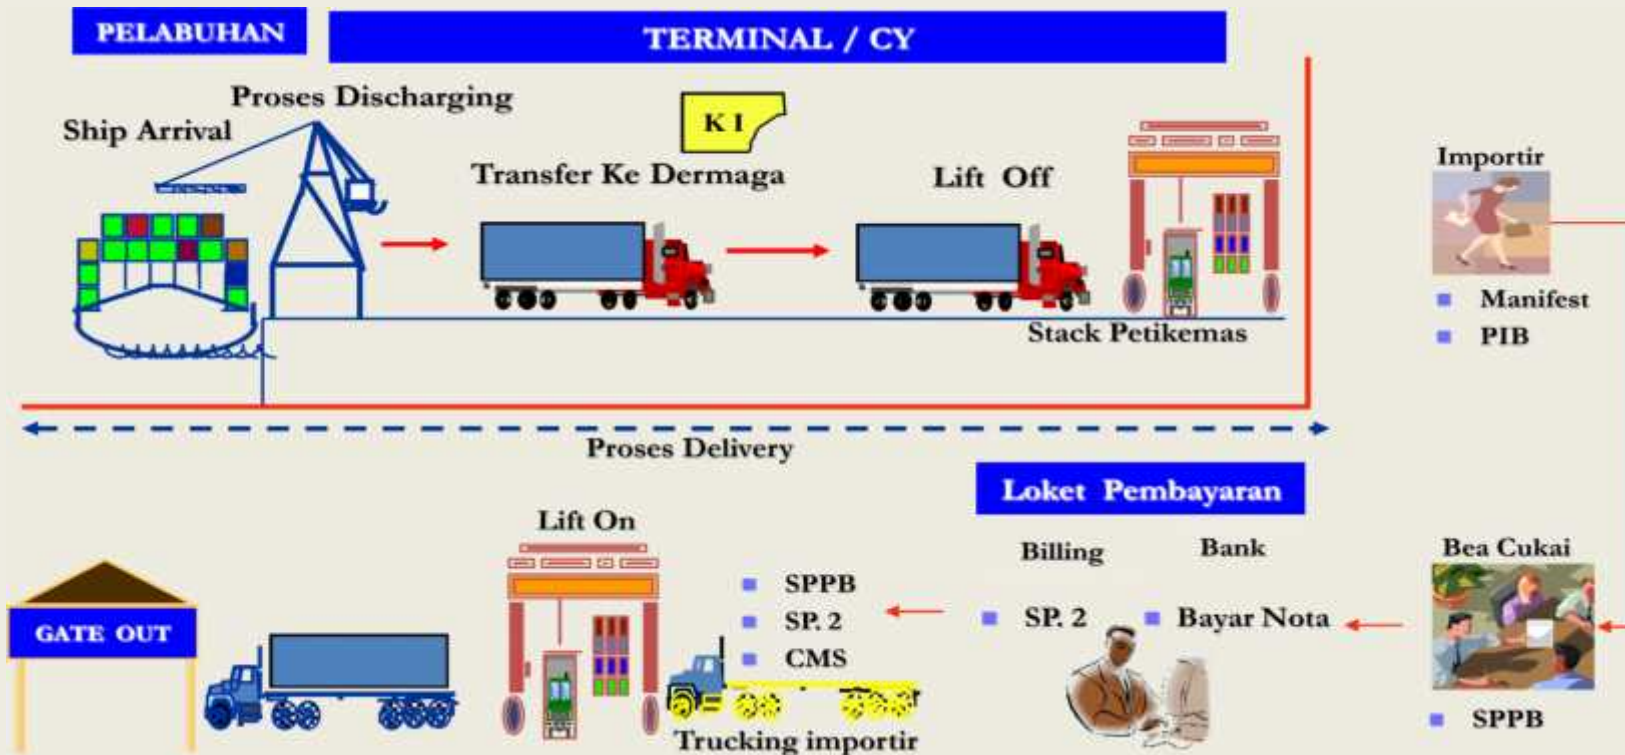 PELABUHAN
TERMINAL / CY
Proses Discharging
Ship Arrival
K I
Transfer Ke Dermaga
Lift Off
Stack Petikemas
Importir
Manifest
PIB
Proses Delivery
Loket Pembayaran
Lift On
Billing
Bank
Bea Cukai
SPPB
SP. 2
CMS
SP. 2
Bayar Nota
GATE OUT
Trucking importir
SPPB